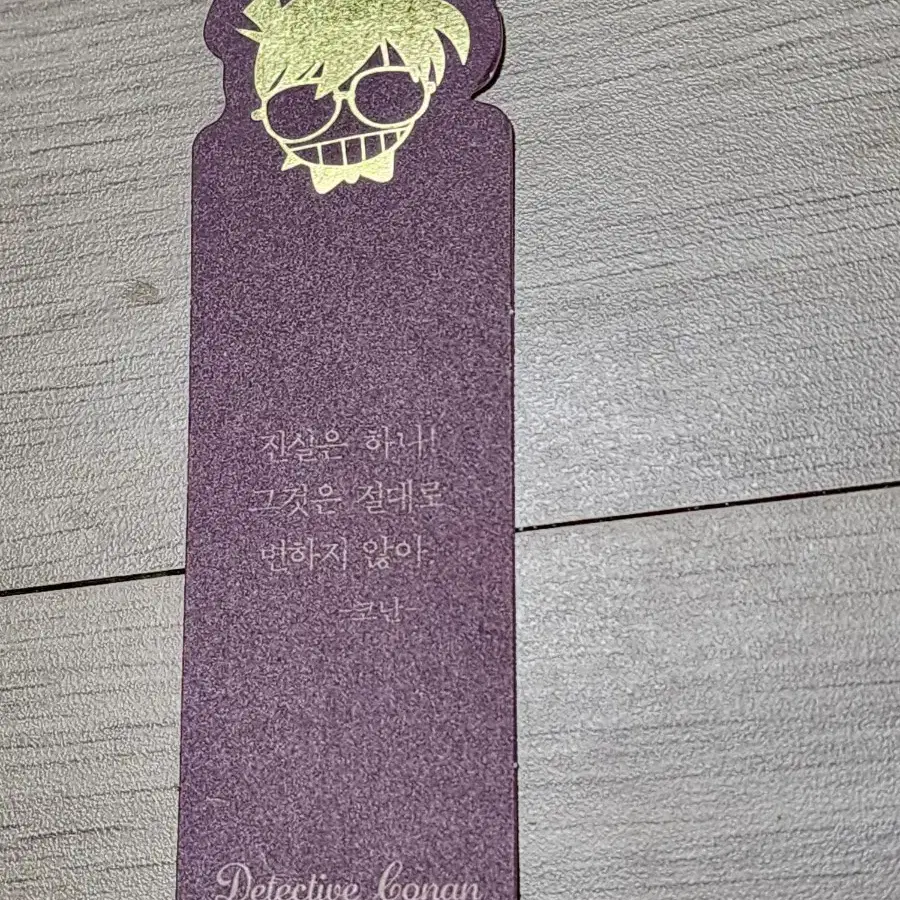 진실은 하나!
그것은 절대로
변하지 않아.
-코난-
Detective Conan